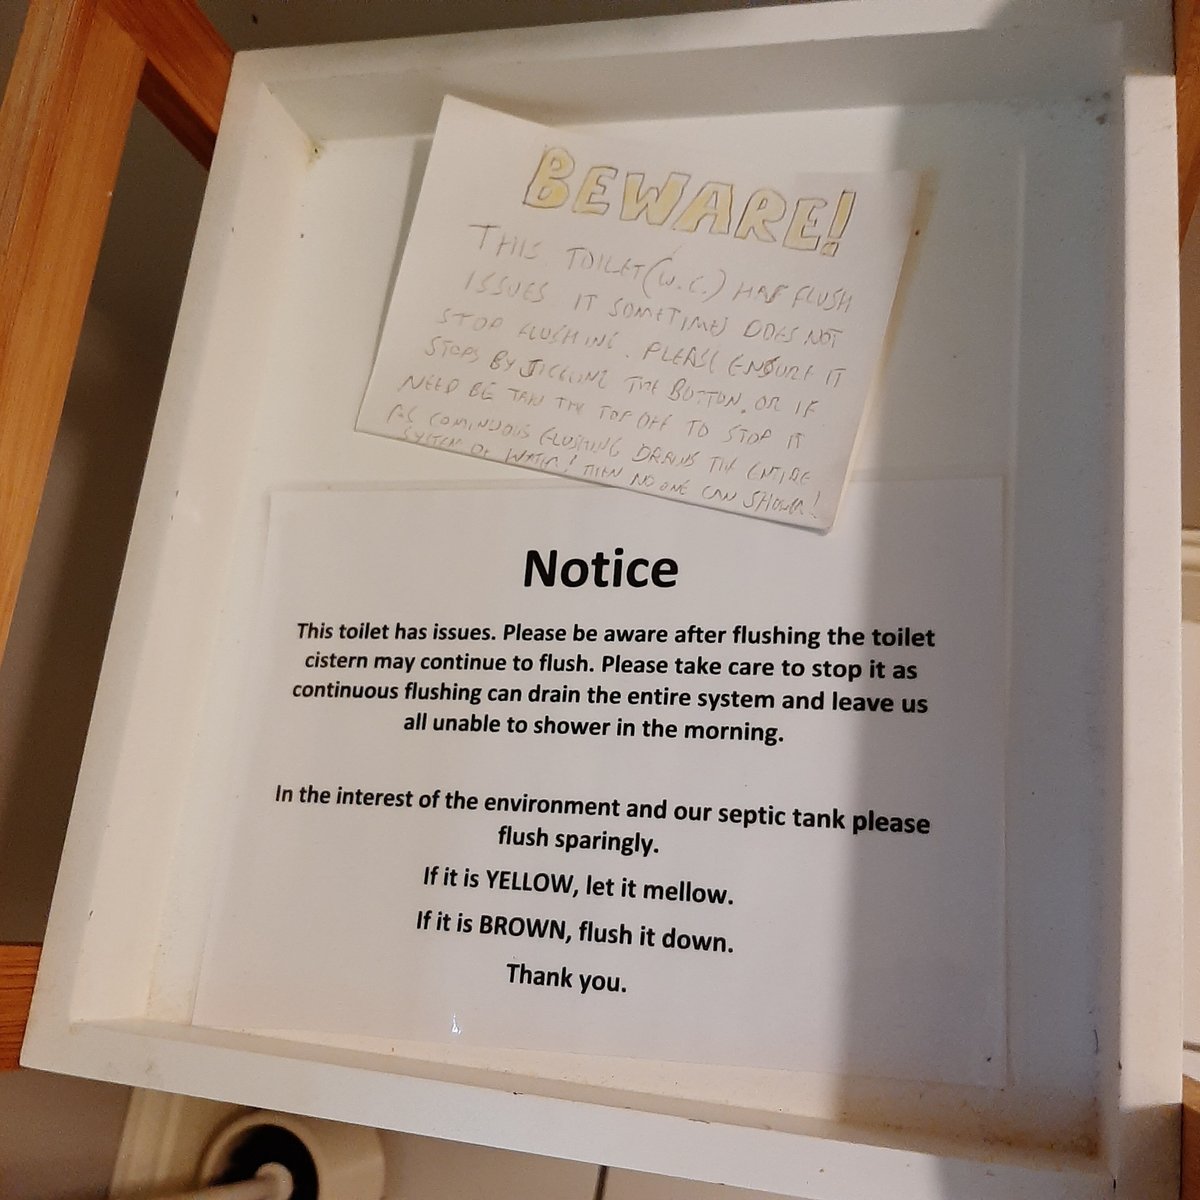 BEWARE!
THIS TOILET (W.C.) HAS FLUSH
ISSUES IT SOMETIMES DOES NOT
STOP FLUSHING. PLEASE ENSURE IT
STOPS BY JIGGLING THE BUTTON. OR IF
NEED BE TAKE THE TOP OFF TO STOP IT
AS CONTINUOUS FLUSHING DRAINS THE ENTIRE
SYSTEM OF WATER! THEN NO ONE CAN SHOWER!
Notice
This toilet has issues. Please be aware after flushing the toilet
cistern may continue to flush. Please take care to stop it as
continuous flushing can drain the entire system and leave us
all unable to shower in the morning.
In the interest of the environment and our septic tank please
flush sparingly.
If it is YELLOW, let it mellow.
If it is BROWN, flush it down.
Thank you.